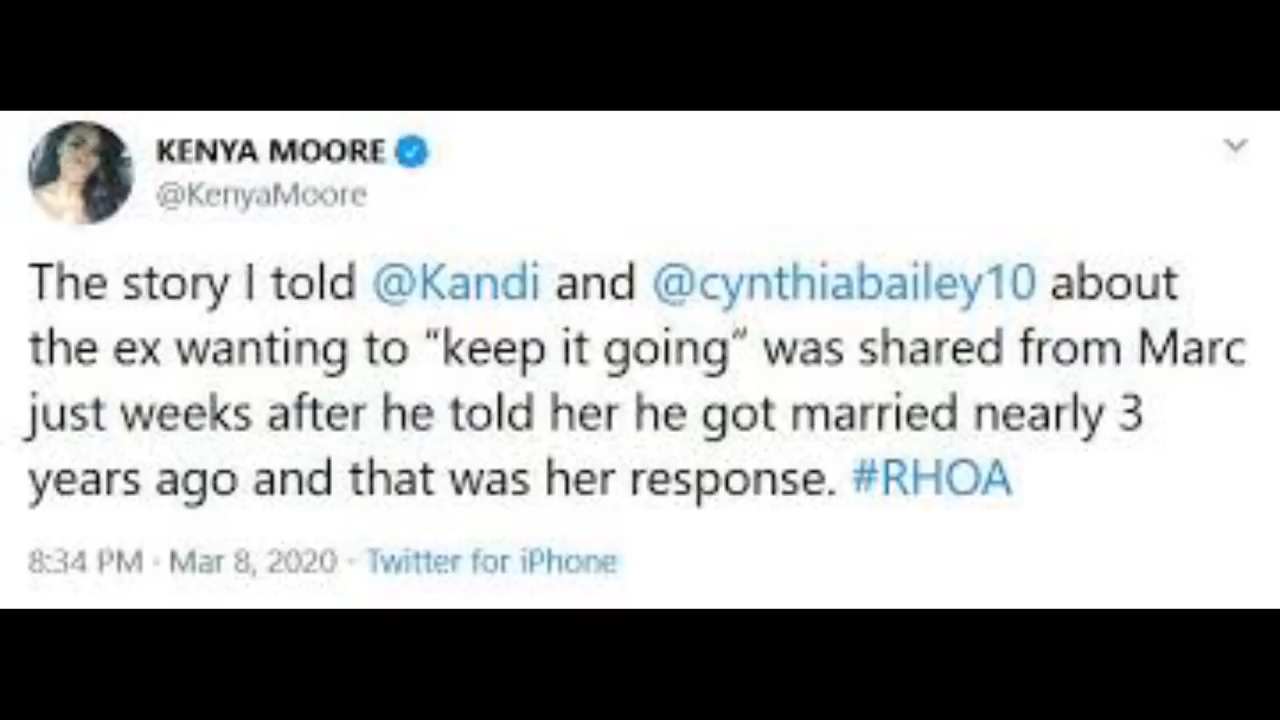 KENYA MOORE
@KenyaMoore
The story I told @Kandi and @cynthiabailey10 about
the ex wanting to “keep it going” was shared from Marc
just weeks after he told her he got married nearly 3
years ago and that was her response. #RHOA
8:34 PM · Mar 8, 2020 · Twitter for iPhone